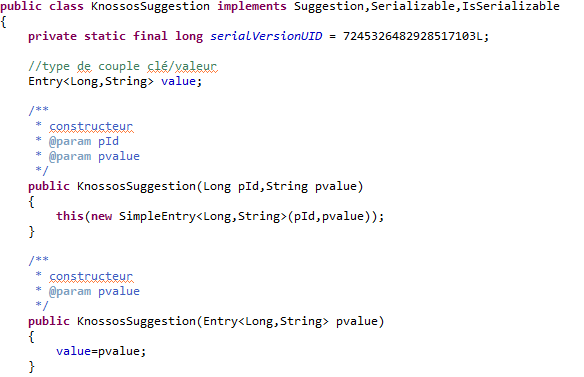 public class KnossosSuggestion implements Suggestion,Serializable,IsSerializable
{
    private static final long serialVersionUID = 7245326482928517103L;

    //type de couple clé/valeur
    Entry<Long,String> value;

    /**
     * constructeur
     * @param pId
     * @param pvalue
     */
    public KnossosSuggestion(Long pId,String pvalue)
    {
        this(new SimpleEntry<Long,String>(pId,pvalue));
    }

    /**
     * constructeur
     * @param pvalue
     */
    public KnossosSuggestion(Entry<Long,String> pvalue)
    {
        value=pvalue;
    }